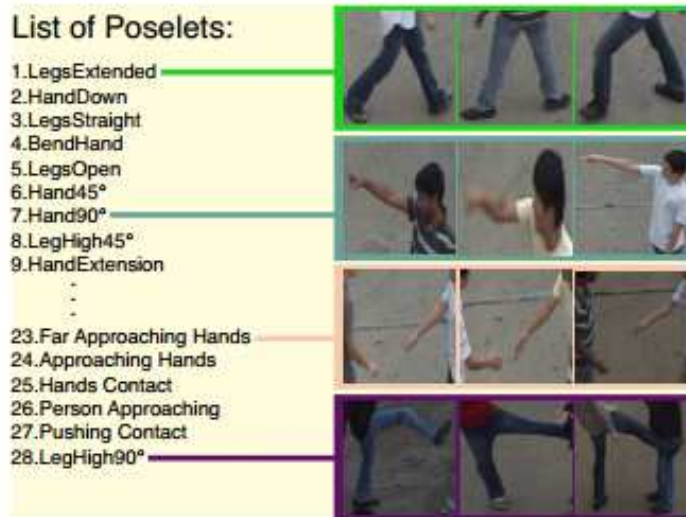 List of Poselets:
1.LegsExtended
2.HandDown
3.LegsStraight
4.BendHand
5.LegsOpen
6.Hand45°
7.Hand90°
8.LegHigh45°
9.HandExtension
.
.
.
23.Far Approaching Hands
24.Approaching Hands
25.Hands Contact
26.Person Approaching
27.Pushing Contact
28.LegHigh90°